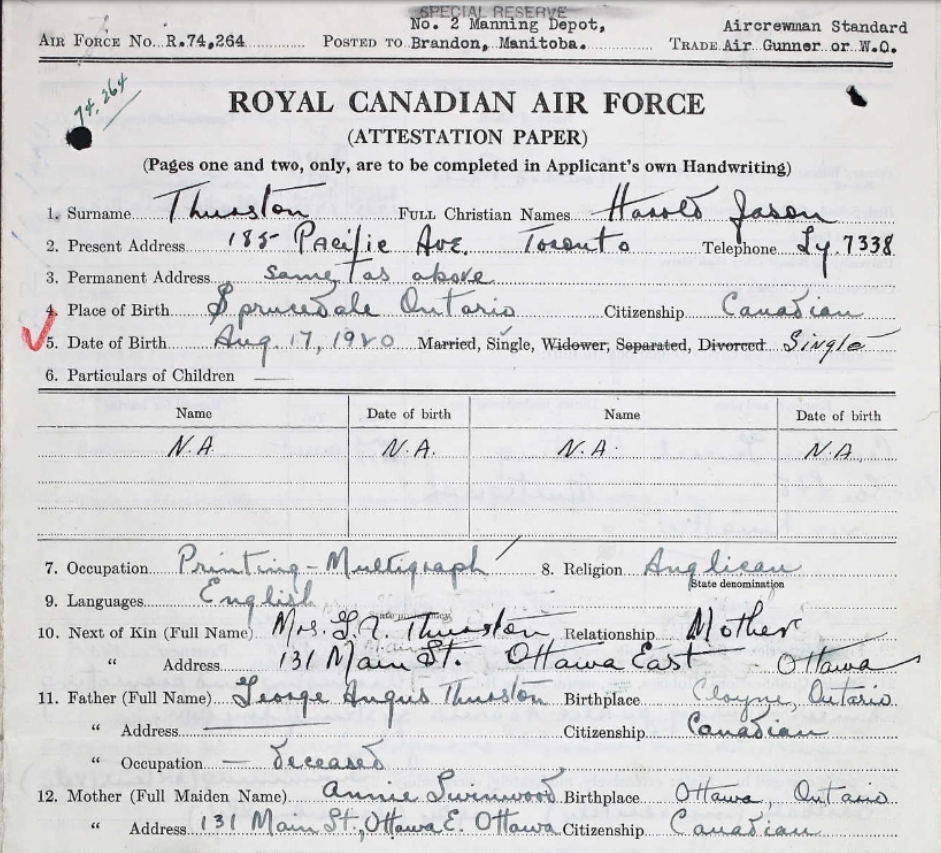 SPECIAL RESERVE
No. 2 Manning Depot, Aircrewman Standard
AIR FORCE NO. R.74,264 POSTED TO Brandon, Manitoba. TRADE Air Gunner or W.O.
74,264
ROYAL CANADIAN AIR FORCE
(ATTESTATION PAPER)
(Pages one and two, only, are to be completed in Applicant's own Handwriting)
1. Surname Thurston FULL Christian Names Harold Jason
2. Present Address 185 Pacific Ave. Toronto Telephone Ly. 7338
3. Permanent Address same as above
4. Place of Birth Sprucedale Ontario Citizenship Canadian
5. Date of Birth Aug. 17, 1920 Married, Single, Widower, Separated, Divorced Single
6. Particulars of Children —
Name Date of birth Name Date of birth
N.A. N.A. N.A. N.A.
7. Occupation Printing - Multigraph 8. Religion Anglican
State denomination
9. Languages English
10. Next of Kin (Full Name) Mrs. Thurston Relationship Mother
" Address 131 Main St. Ottawa East - Ottawa
11. Father (Full Name) George Angus Thurston Birthplace Cloyne, Ontario
" Address — Citizenship Canadian
" Occupation — deceased
12. Mother (Full Maiden Name) Annie Swinwood Birthplace Ottawa, Ontario
" Address 131 Main St., Ottawa E. Ottawa Citizenship Canadian